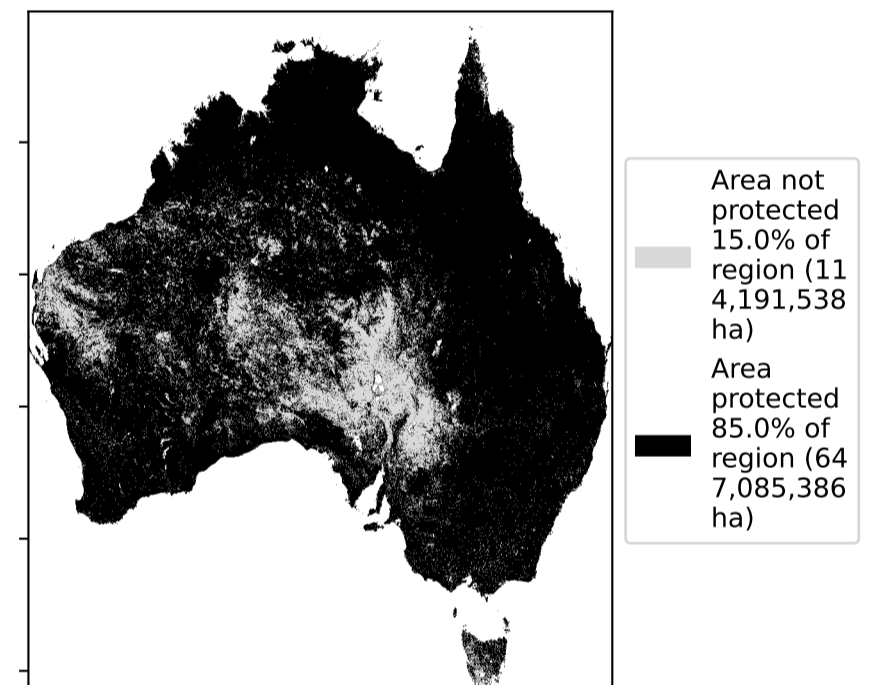 Area not
protected
15.0% of
region (11
4,191,538
ha)
Area
protected
85.0% of
region (64
7,085,386
ha)